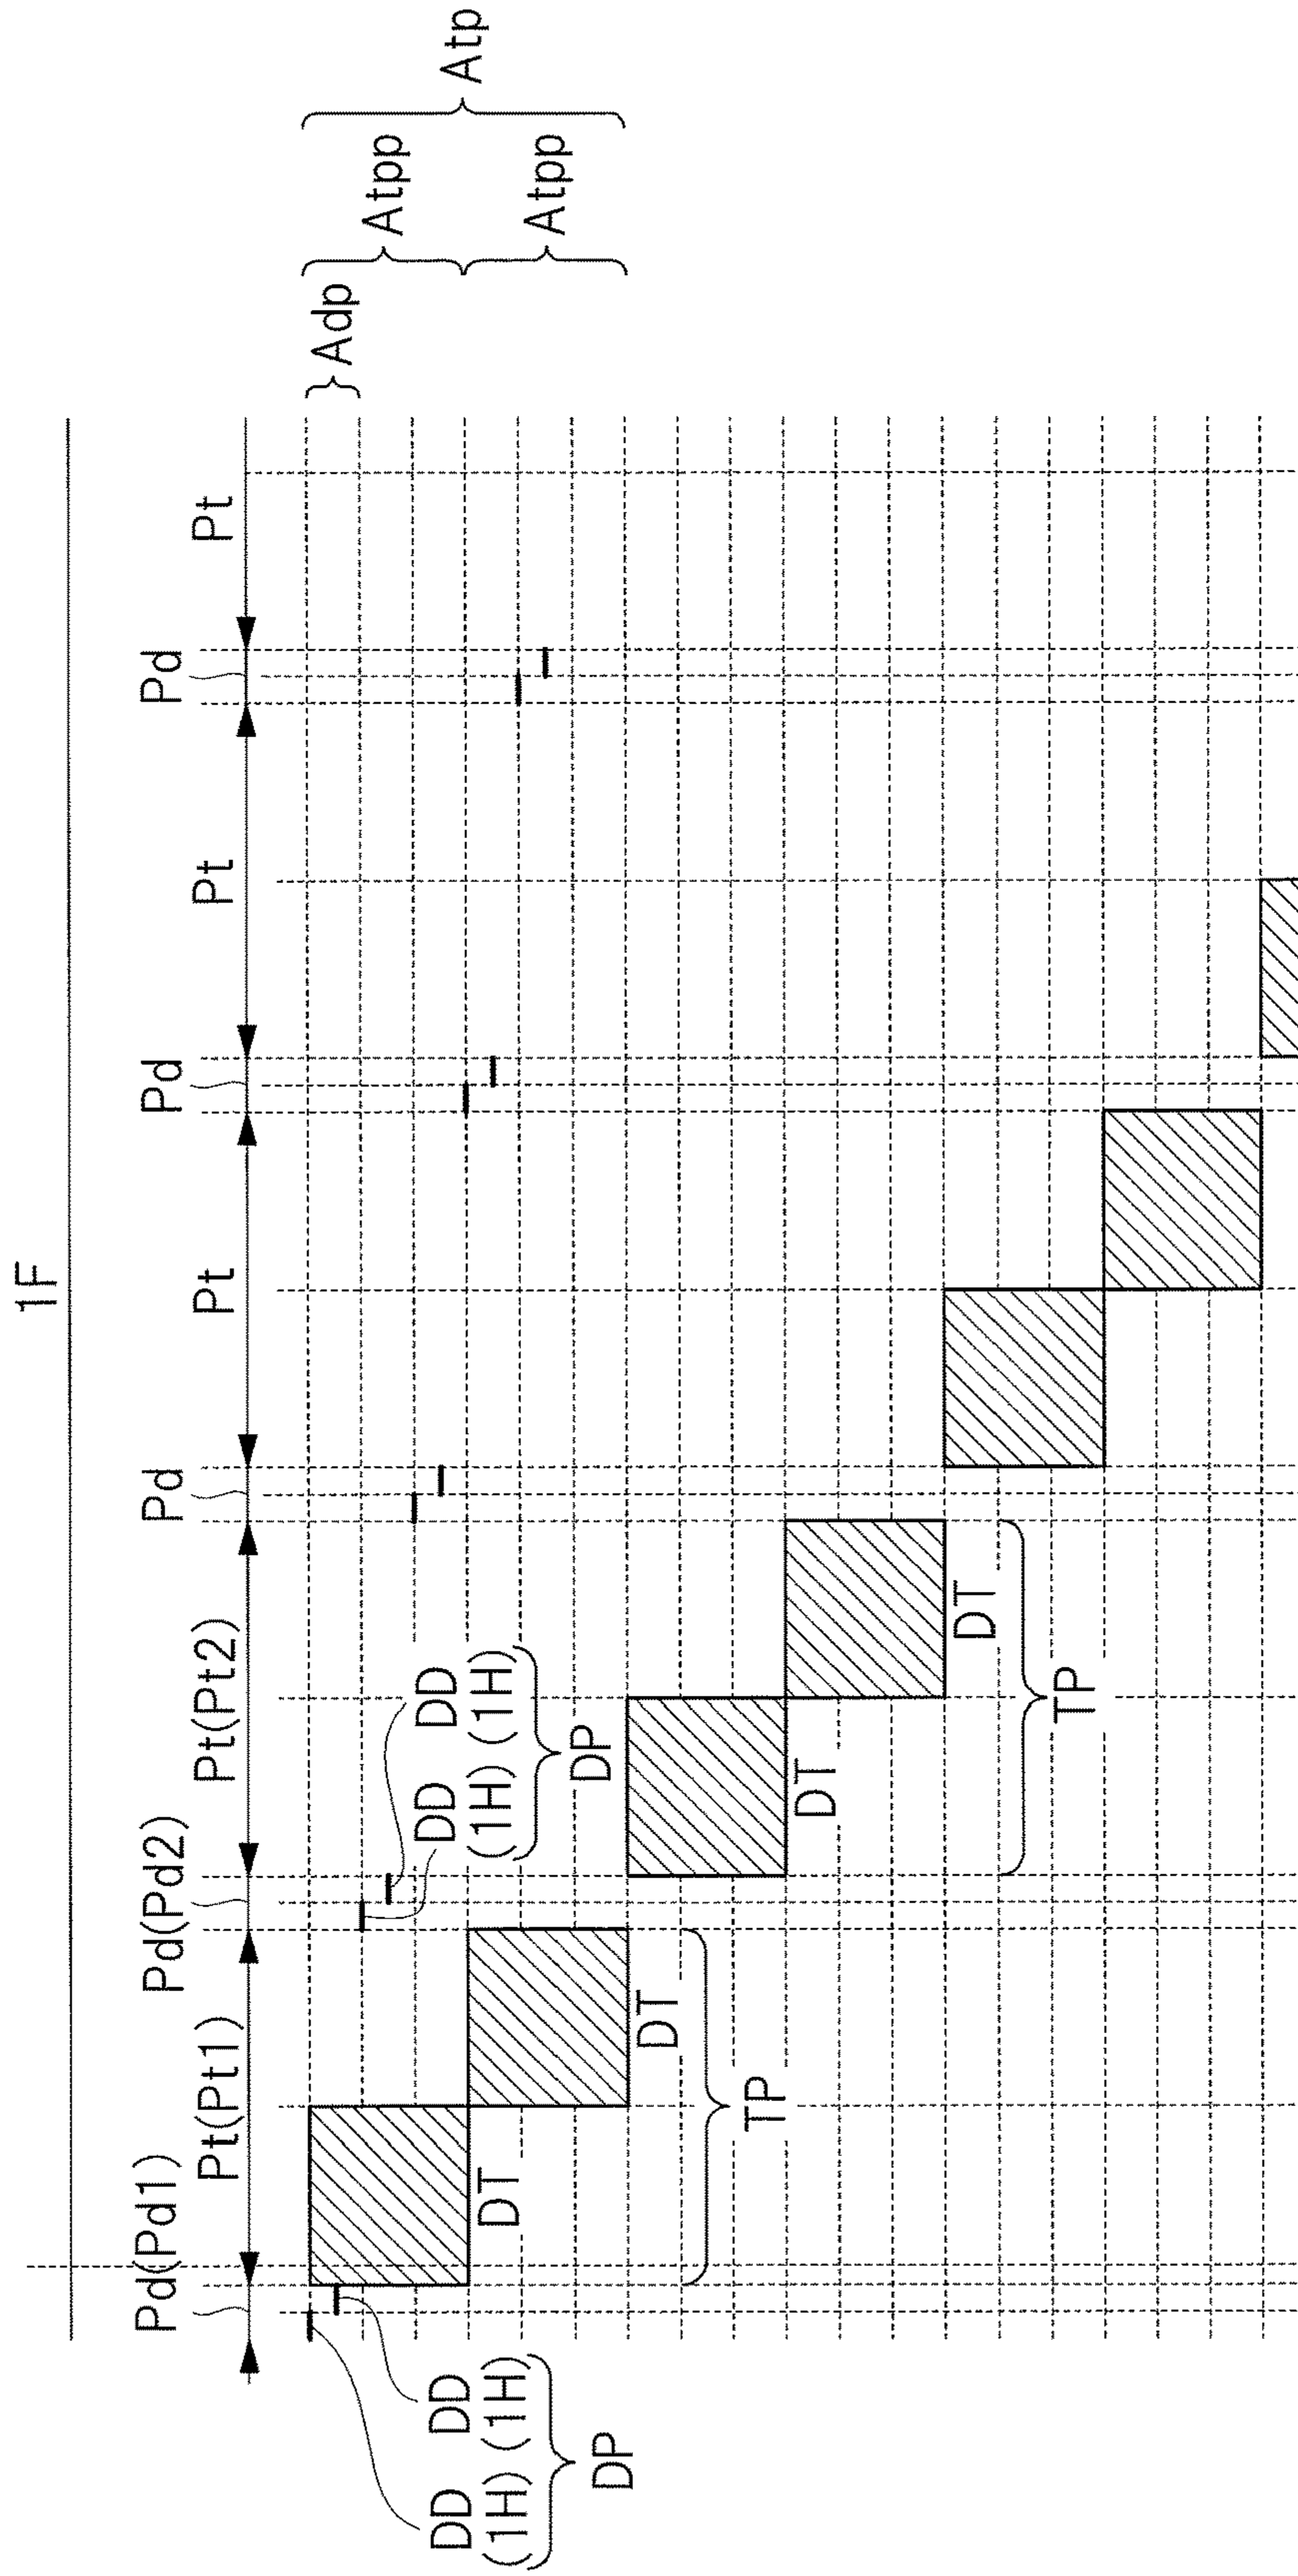 1F
Pd(Pd1)
Pt(Pt1)
Pd(Pd2)
Pt(Pt2)
Pd
Pt
Pd
Pt
Pd
Pt
Adp
Atpp
Atpp
Atp
DD DD
(1H) (1H)
DP
DD DD
(1H) (1H)
DP
DT
DT
TP
DT
DT
TP